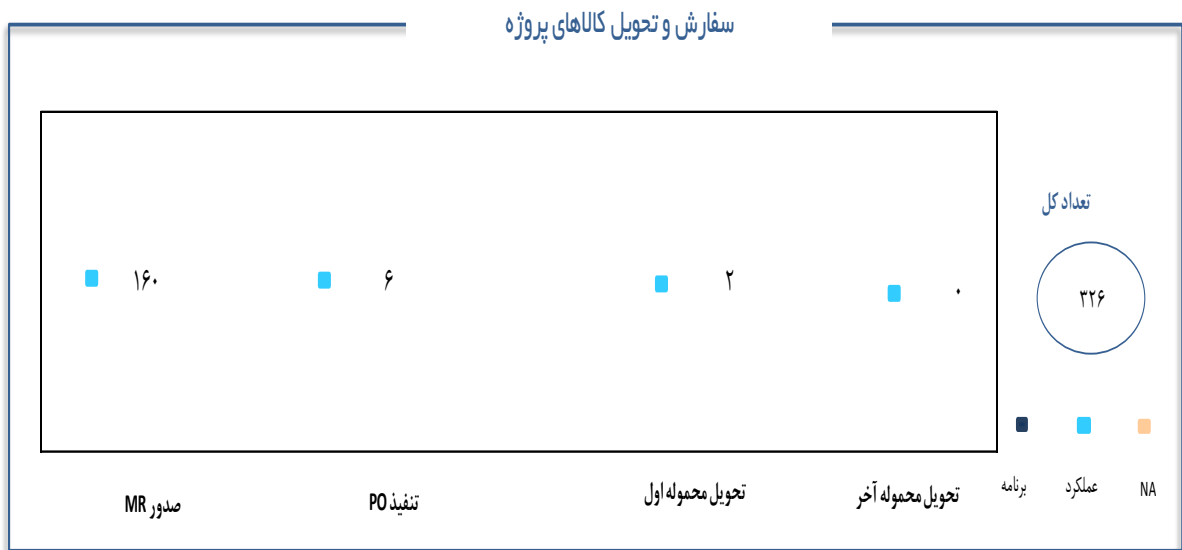 سفارش و تحویل کالاهای پروژه
تعداد کل
۳۲۶
۰
۲
۶
۱۶۰
NA
عملکرد
برنامه
تحویل محموله آخر
تحویل محموله اول
تنفیذ PO
صدور MR